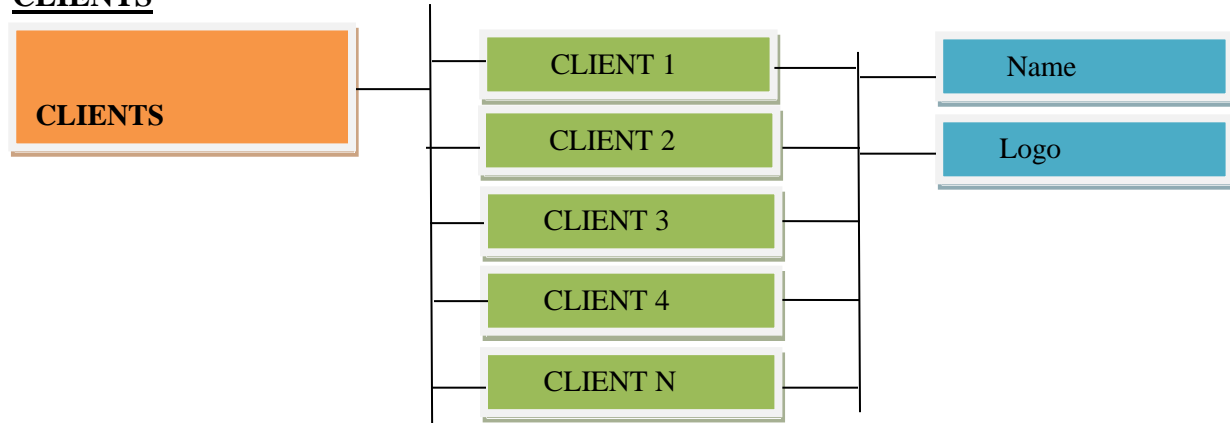 CLIENTS
CLIENTS
CLIENT 1
CLIENT 2
CLIENT 3
CLIENT 4
CLIENT N
Name
Logo